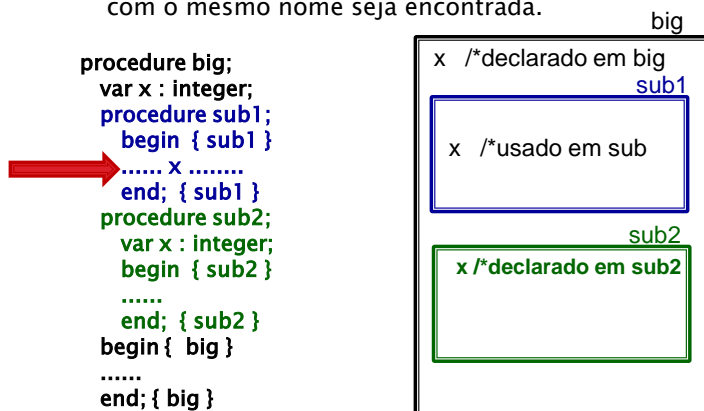 com o mesmo nome seja encontrada.
procedure big;
var x : integer;
procedure sub1;
begin { sub1 }
...... x ........
end; { sub1 }
procedure sub2;
var x : integer;
begin { sub2 }
......
end; { sub2 }
begin { big }
......
end; { big }
big
x /*declarado em big
sub1
x /*usado em sub
sub2
x /*declarado em sub2